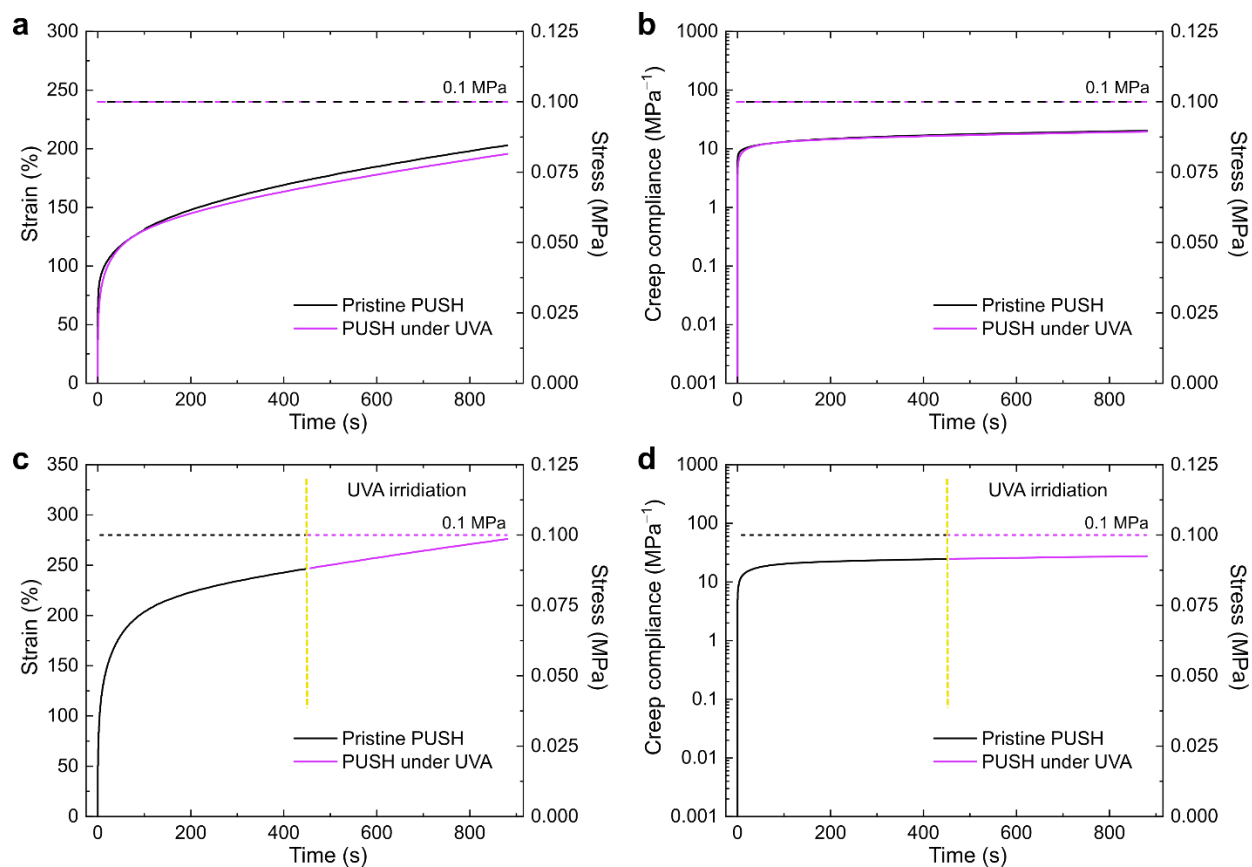 a
300
250
200
150
100
50
0
Strain (%)
0
200
400
600
800
Time (s)
0.125
0.100
0.075
0.050
0.025
0.000
Stress (MPa)
0.1 MPa
Pristine PUSH
PUSH under UVA
b
1000
100
10
1
0.1
0.01
0.001
Creep compliance (MPa⁻¹)
0
200
400
600
800
Time (s)
0.125
0.100
0.075
0.050
0.025
0.000
Stress (MPa)
0.1 MPa
Pristine PUSH
PUSH under UVA
c
350
300
250
200
150
100
50
0
Strain (%)
0
200
400
600
800
Time (s)
0.125
0.100
0.075
0.050
0.025
0.000
Stress (MPa)
UVA irridiation
0.1 MPa
Pristine PUSH
PUSH under UVA
d
1000
100
10
1
0.1
0.01
0.001
Creep compliance (MPa⁻¹)
0
200
400
600
800
Time (s)
0.125
0.100
0.075
0.050
0.025
0.000
Stress (MPa)
UVA irridiation
0.1 MPa
Pristine PUSH
PUSH under UVA